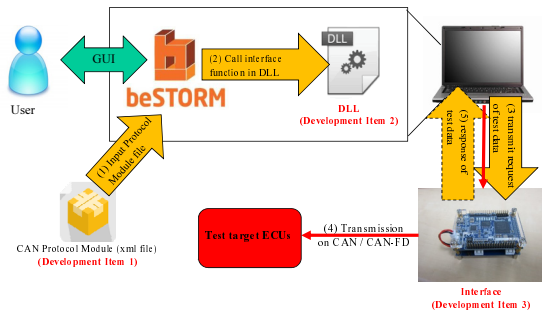 User
GUI
beSTORM
(2) Call interface
function in DLL
DLL
DLL
(Development Item 2)
(1) Input Protocol
Module file
CAN Protocol Module (xml file)
(Development Item 1)
(5) response of
test data
(3 transmit request
of test data
Test target ECUs
(4) Transmission
on CAN / CAN-FD
Interface
(Development Item 3)